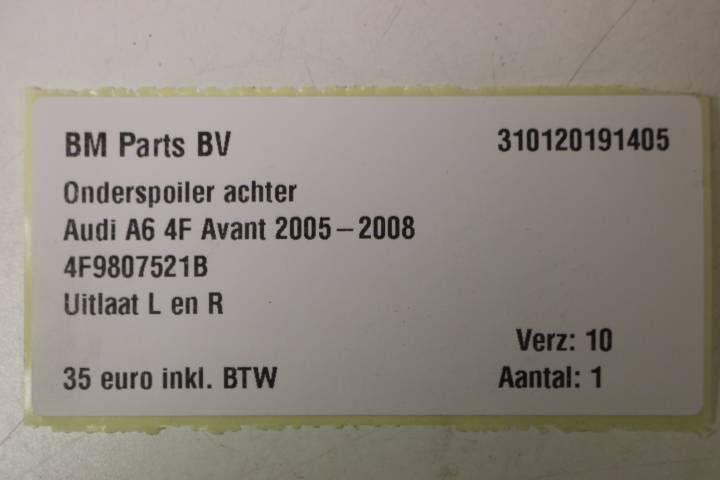 BM Parts BV 310120191405
Onderspoiler achter
Audi A6 4F Avant 2005-2008
4F9807521B
Uitlaat L en R
Verz: 10
35 euro inkl. BTW Aantal: 1